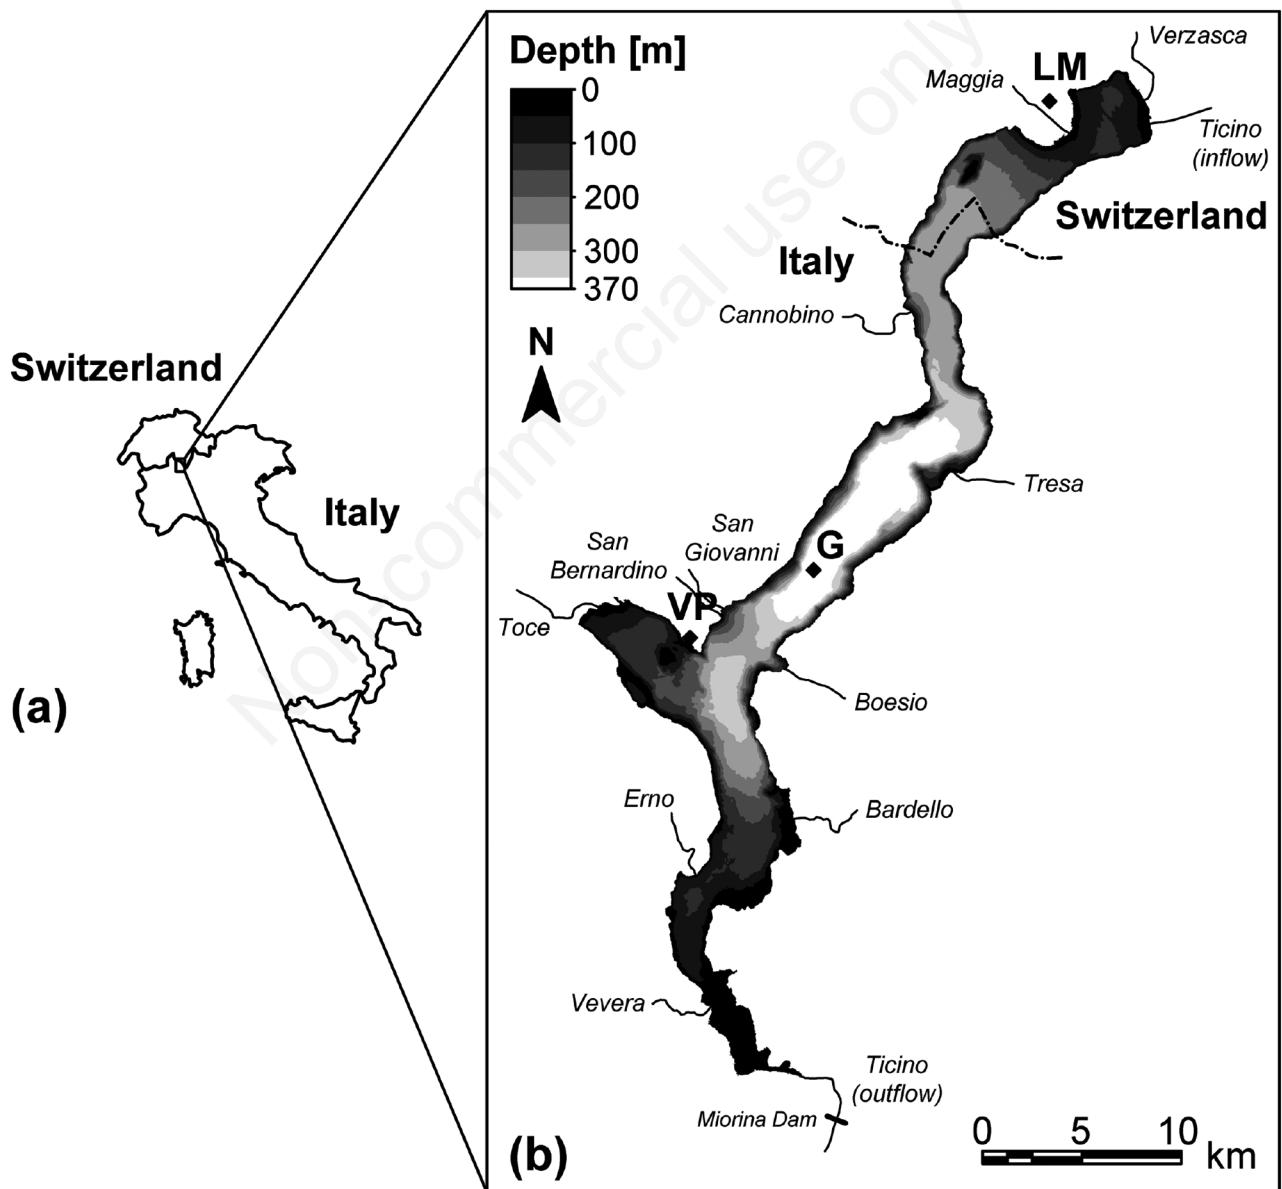 Depth [m]
0
100
200
300
370
N
Verzasca
LM
Maggia
Ticino
(inflow)
Switzerland
Italy
Cannobino
Tresa
G
San
Giovanni
San
Bernardino
VP
Toce
Boesio
Erno
Bardello
Vevera
Ticino
(outflow)
Miorina Dam
0 5 10
km
(b)
Switzerland
Italy
(a)
Non-commercial use only